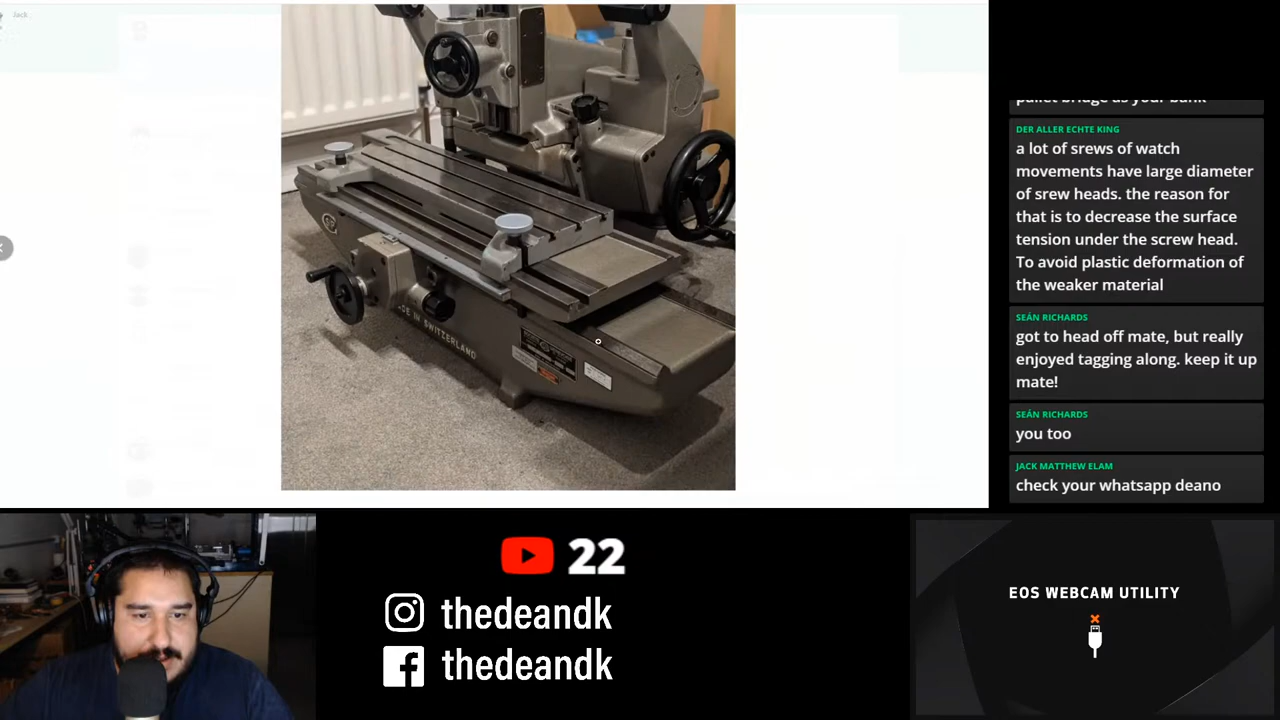 Jack
pallet bridge as your bank
DER ALLER ECHTE KING
a lot of srews of watch
movements have large diameter
of srew heads. the reason for
that is to decrease the surface
tension under the screw head.
To avoid plastic deformation of
the weaker material
SEÁN RICHARDS
got to head off mate, but really
enjoyed tagging along. keep it up
mate!
SEÁN RICHARDS
you too
JACK MATTHEW ELAM
check your whatsapp deano
DE IN SWITZERLAND
22
thedeandk
thedeandk
EOS WEBCAM UTILITY